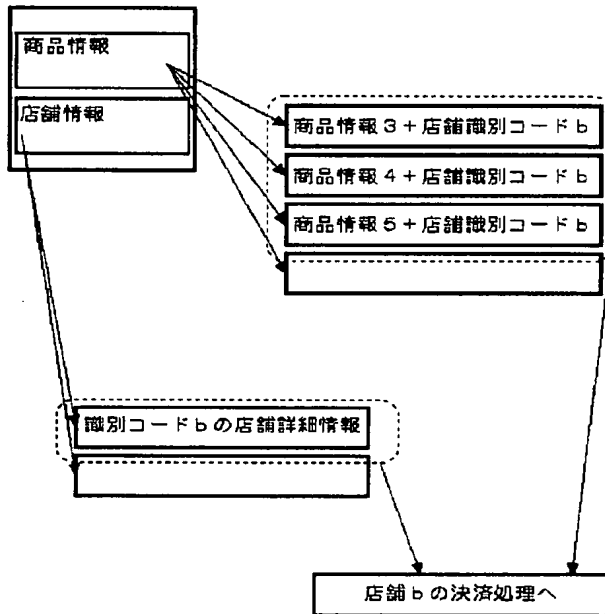 商品情報
店舗情報
商品情報3+店舗識別コードb
商品情報4+店舗識別コードb
商品情報5+店舗識別コードb
識別コードbの店舗詳細情報
店舗bの決済処理へ